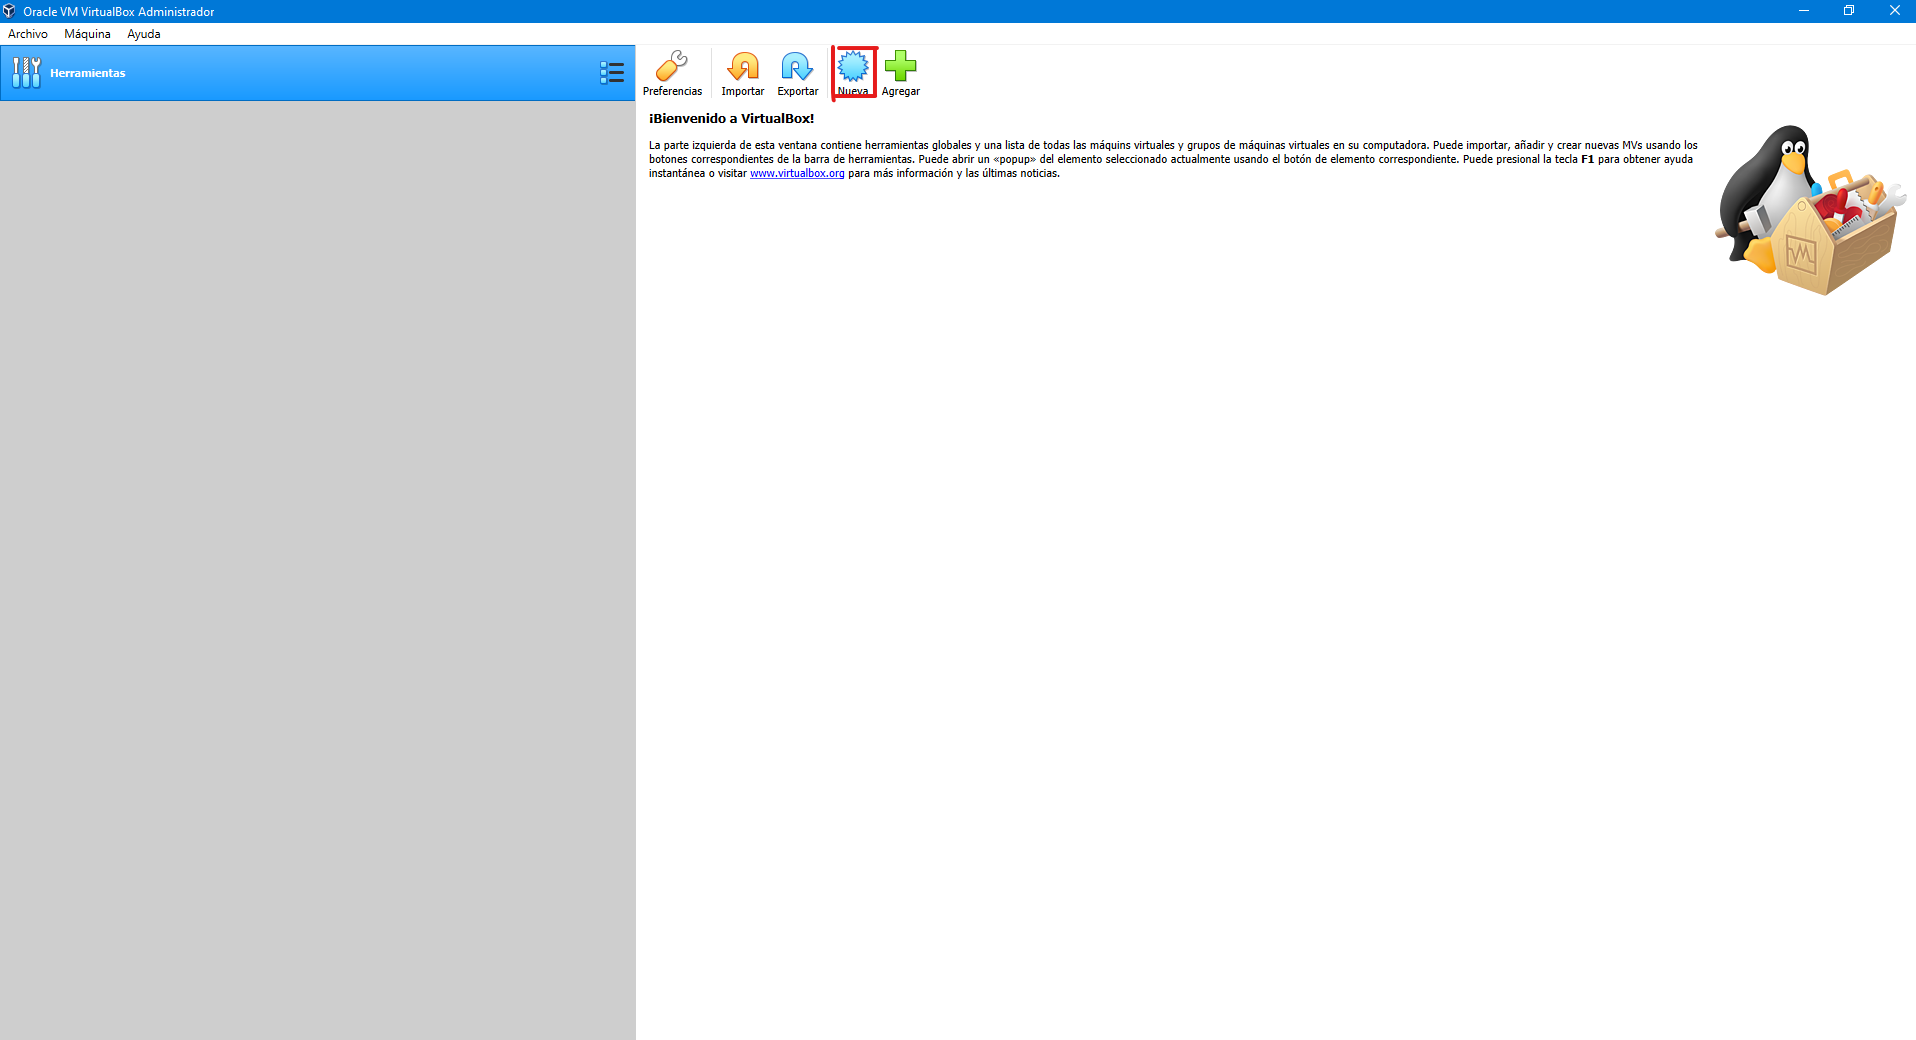 Oracle VM VirtualBox Administrador
Archivo Máquina Ayuda
Herramientas
Preferencias Importar Exportar Nueva Agregar
¡Bienvenido a VirtualBox!
La parte izquierda de esta ventana contiene herramientas globales y una lista de todas las máquins virtuales y grupos de máquinas virtuales en su computadora. Puede importar, añadir y crear nuevas MVs usando los
botones correspondientes de la barra de herramientas. Puede abrir un «popup» del elemento seleccionado actualmente usando el botón de elemento correspondiente. Puede presional la tecla F1 para obtener ayuda
instantánea o visitar www.virtualbox.org para más información y las últimas noticias.